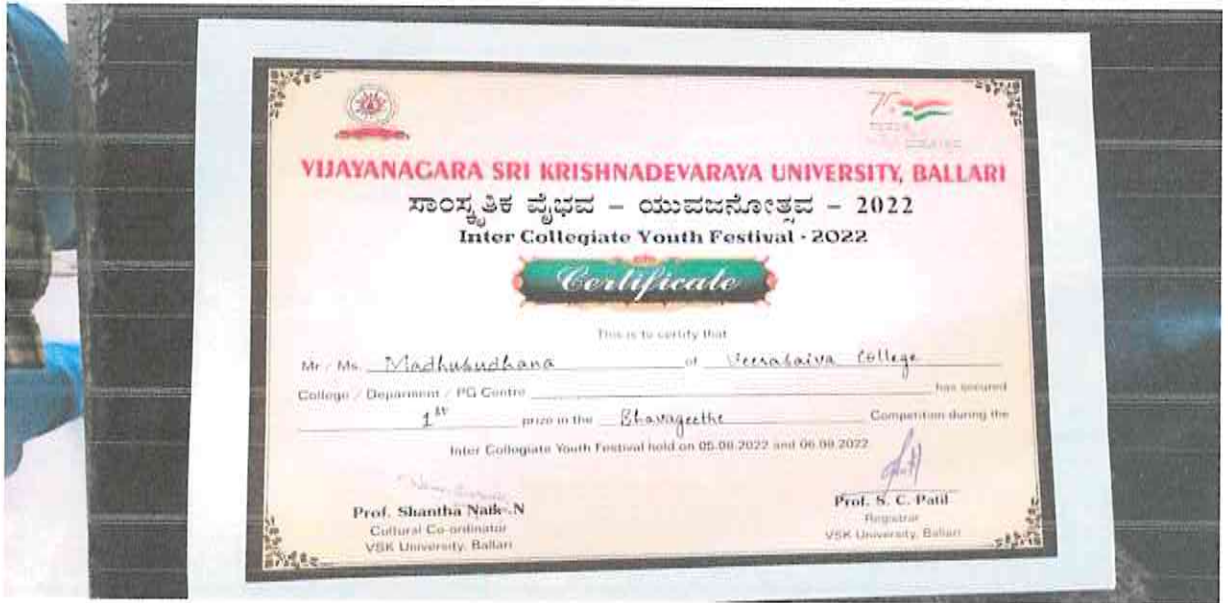 VIJAYANAGARA SRI KRISHNADEVARAYA UNIVERSITY, BALLARI
ಸಾಂಸ್ಕೃತಿಕ ವೈಭವ – ಯುವಜನೋತ್ಸವ – 2022
Inter Collegiate Youth Festival - 2022
Certificate
This is to certify that
Mr / Ms. Madhusudhana of Veerasaiva College
College / Deparment / PG Centre has secured
1st prize in the Bhavageethe Competition during the
Inter Collegiate Youth Festival held on 05.08.2022 and 06.08.2022
Prof. Shantha Naik .N
Cultural Co-ordinator
VSK University, Ballari
Prof. S. C. Patil
Registrar
VSK University, Ballari